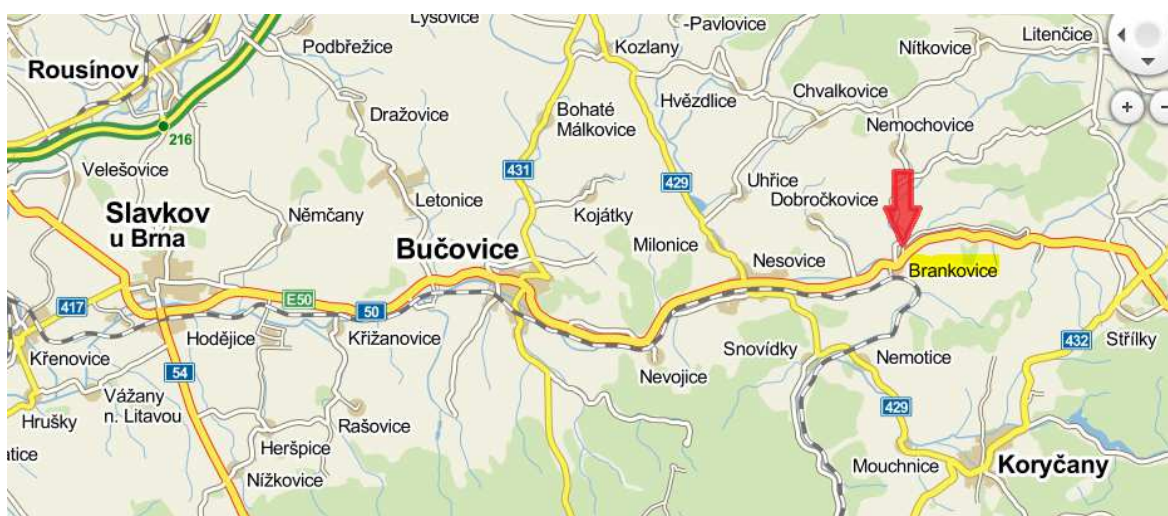 Lysovice
-Pavlovice
Podbřežice
Kozlany
Nítkovice
Litenčice
Rousínov
Dražovice
Bohaté
Málkovice
Hvězdlice
Chvalkovice
216
Nemochovice
Velešovice
431
429
Uhřice
Letonice
Kojátky
Dobročkovice
Slavkov
u Brna
Němčany
Bučovice
Milonice
Nesovice
Brankovice
E50
417
50
Hodějice
Křižanovice
Křenovice
Snovídky
Nemotice
432
Střílky
Nevojice
54
Vážany
n. Litavou
Hrušky
Rašovice
429
Heršpice
atice
Nížkovice
Mouchnice
Koryčany
+
−